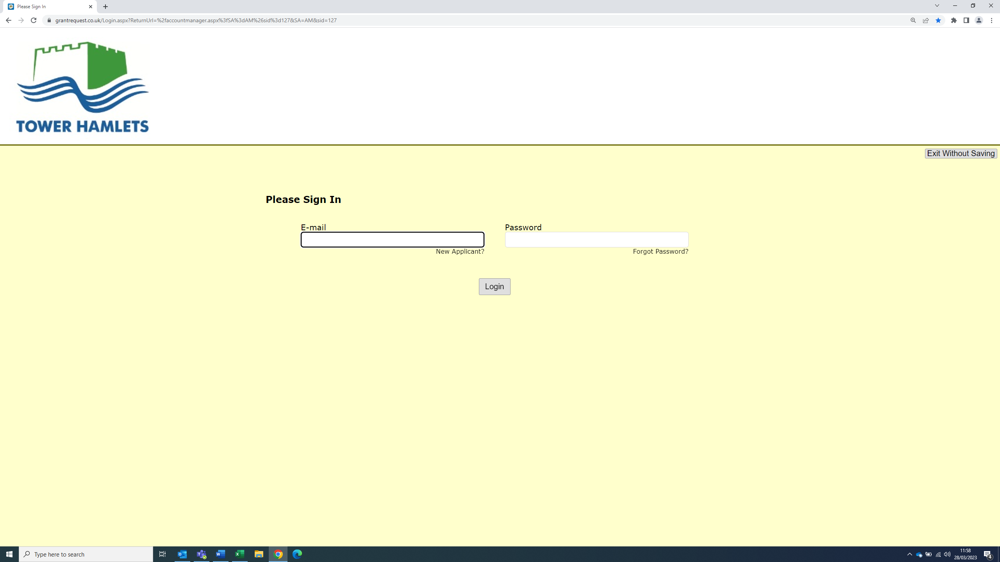 Please Sign In
grantrequest.co.uk/Login.aspx?ReturnUrl=%2faccountmanager.aspx%3fSA%3dAM%26sid%3d127&SA=AM&sid=127
TOWER HAMLETS
Exit Without Saving
Please Sign In
E-mail
Password
New Applicant?
Forgot Password?
Login
Type here to search
11:58
28/03/2023
4